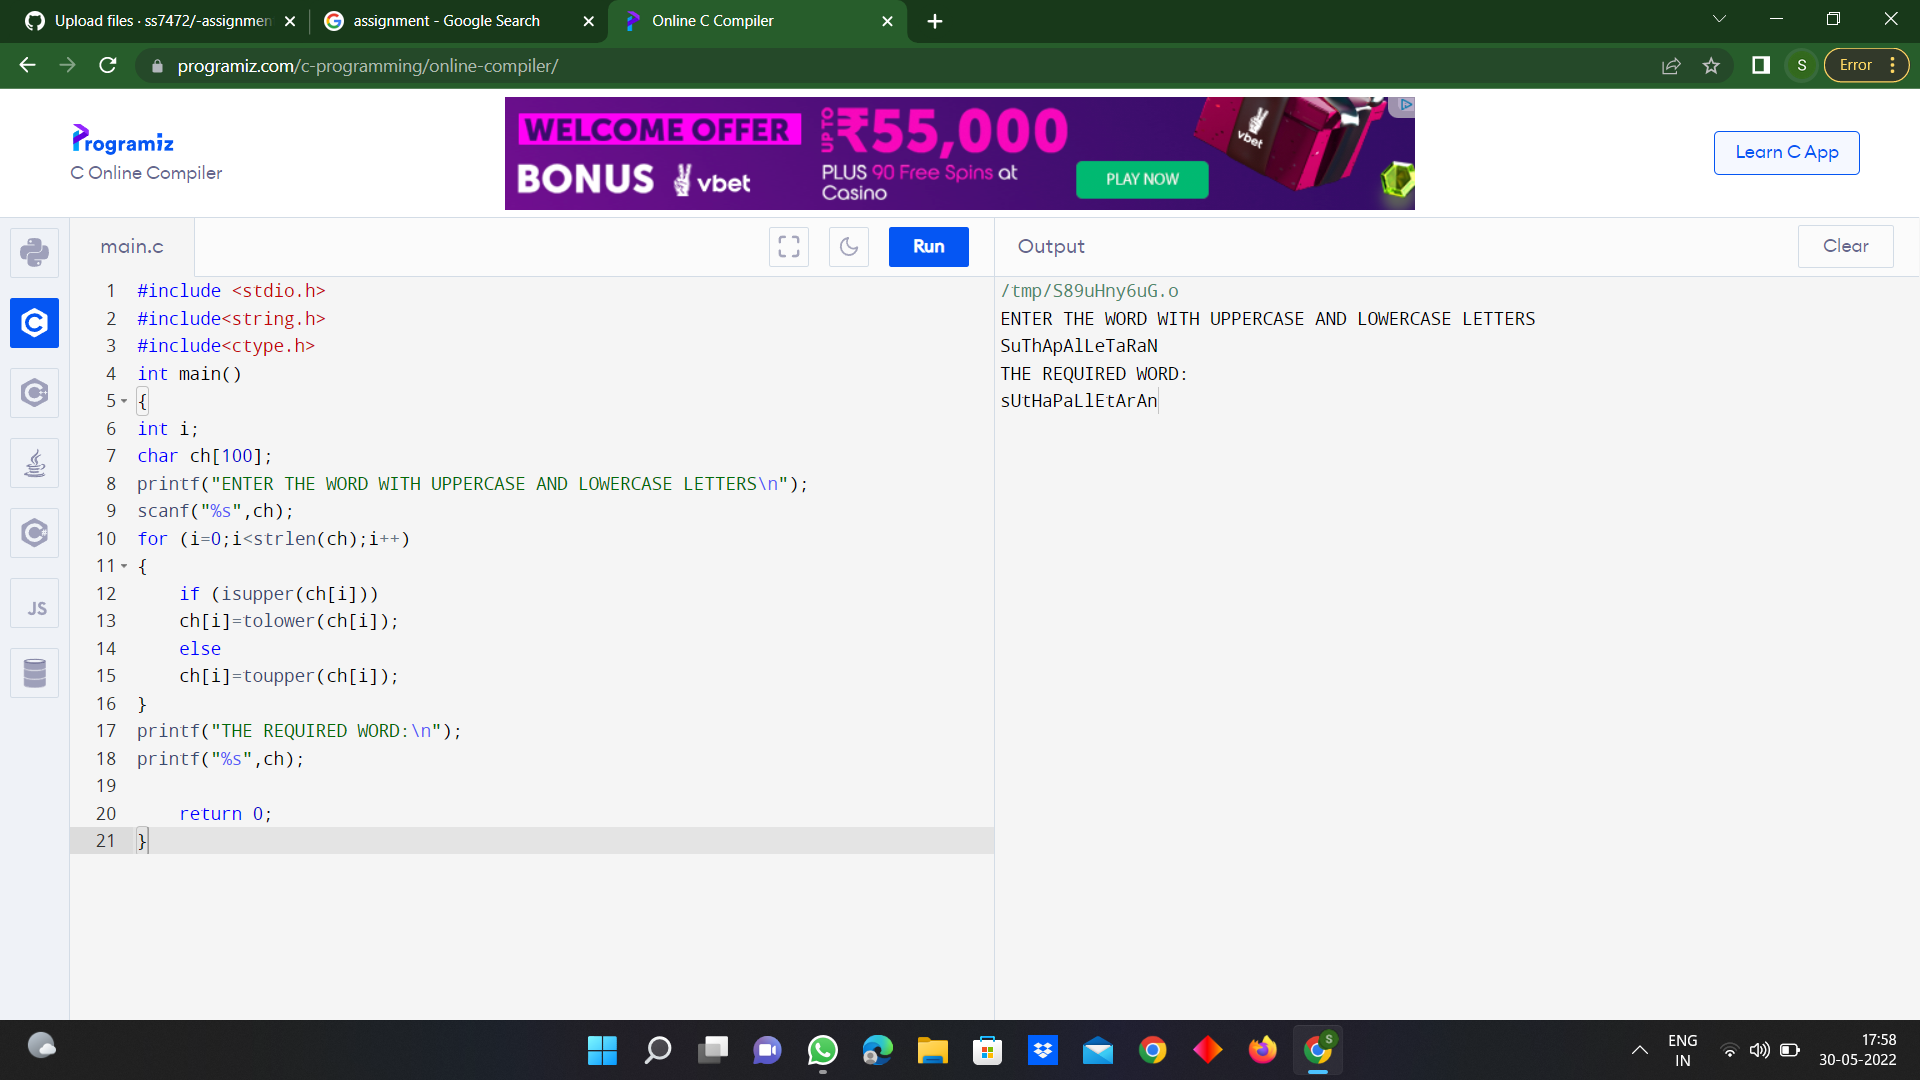 Upload files · ss7472/-assignmen
assignment - Google Search
Online C Compiler
programiz.com/c-programming/online-compiler/
S
Error
Programiz
C Online Compiler
WELCOME OFFER
BONUS vbet
UP TO ₹55,000
PLUS 90 Free Spins at
Casino
PLAY NOW
vbet
Learn C App
main.c
Run
Output
Clear
1 #include <stdio.h>
2 #include<string.h>
3 #include<ctype.h>
4 int main()
5 {
6 int i;
7 char ch[100];
8 printf("ENTER THE WORD WITH UPPERCASE AND LOWERCASE LETTERS\n");
9 scanf("%s",ch);
10 for (i=0;i<strlen(ch);i++)
11 {
12     if (isupper(ch[i]))
13     ch[i]=tolower(ch[i]);
14     else
15     ch[i]=toupper(ch[i]);
16 }
17 printf("THE REQUIRED WORD:\n");
18 printf("%s",ch);
19
20     return 0;
21 }
/tmp/S89uHny6uG.o
ENTER THE WORD WITH UPPERCASE AND LOWERCASE LETTERS
SuThApAlLeTaRaN
THE REQUIRED WORD:
sUtHaPaLlEtArAn
JS
S
ENG
IN
17:58
30-05-2022